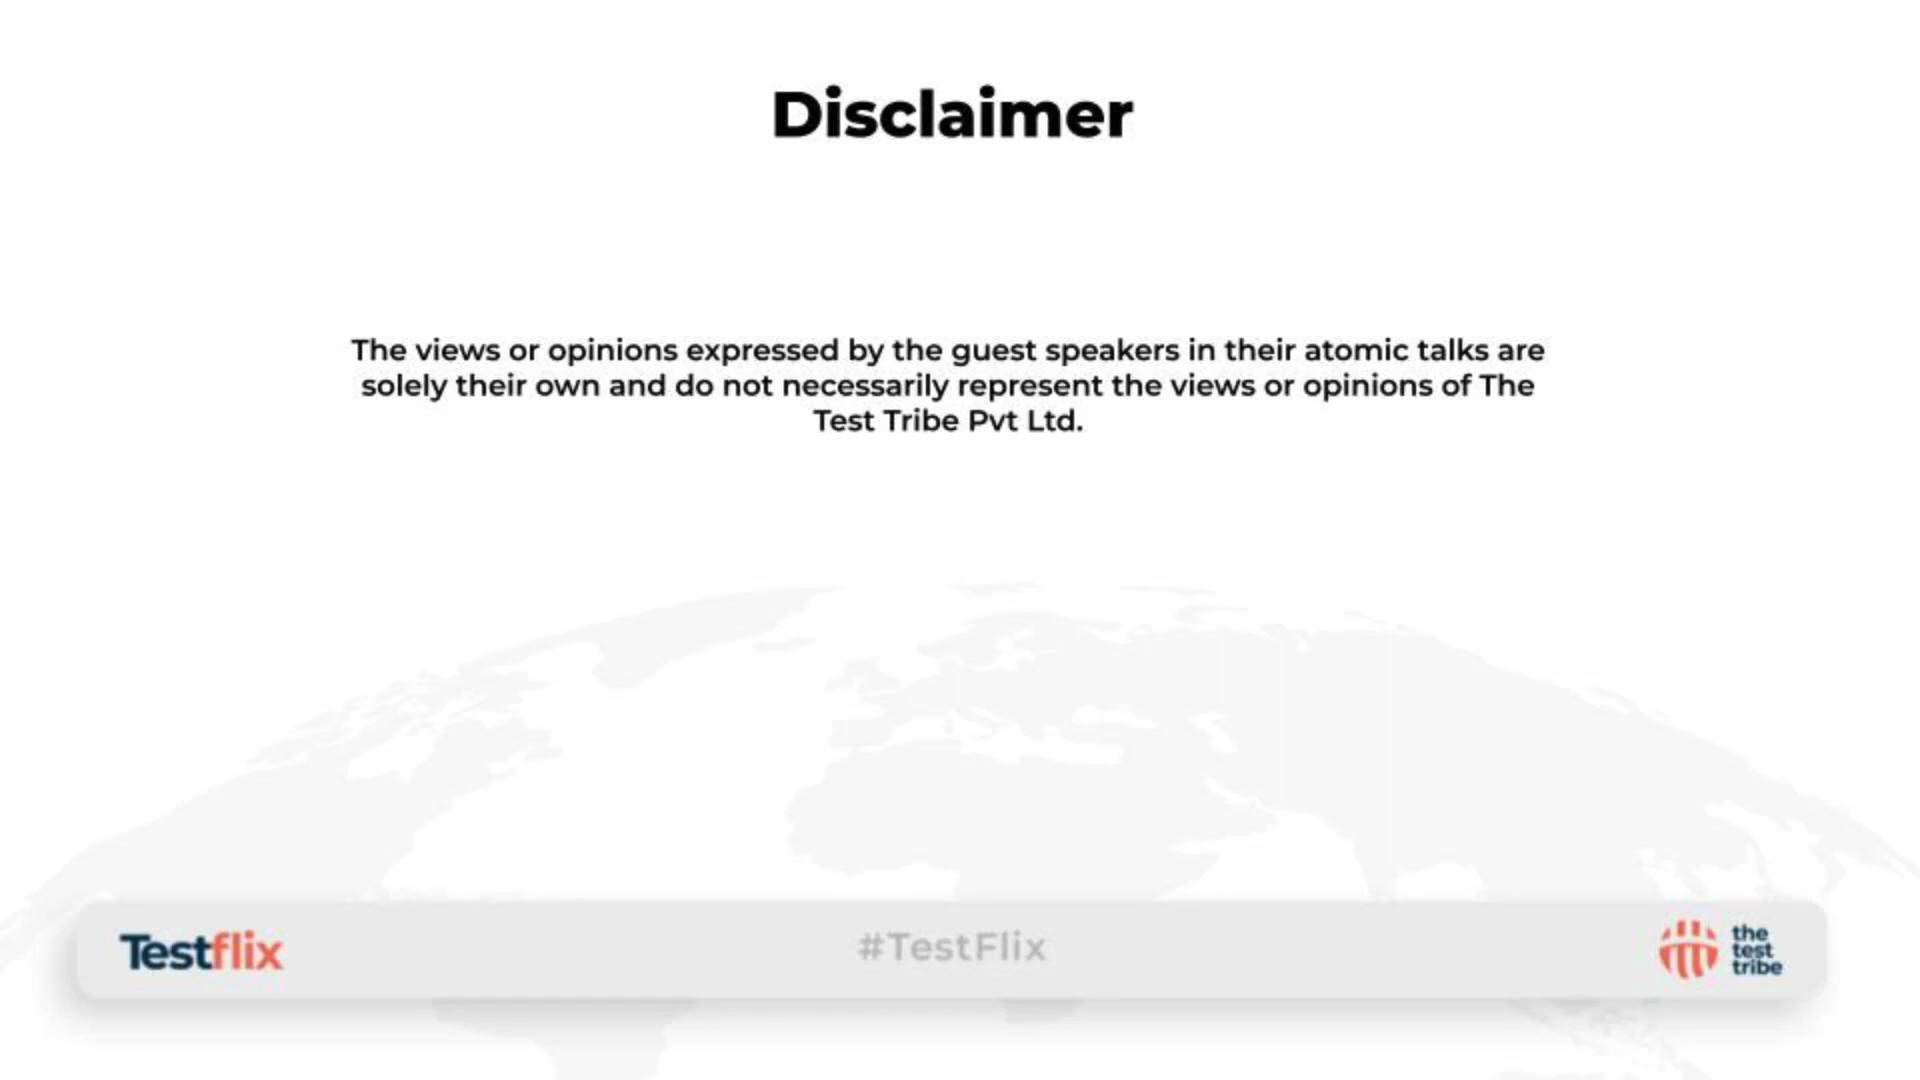 Disclaimer
The views or opinions expressed by the guest speakers in their atomic talks are
solely their own and do not necessarily represent the views or opinions of The
Test Tribe Pvt Ltd.
Testflix
#TestFlix
the
test
tribe